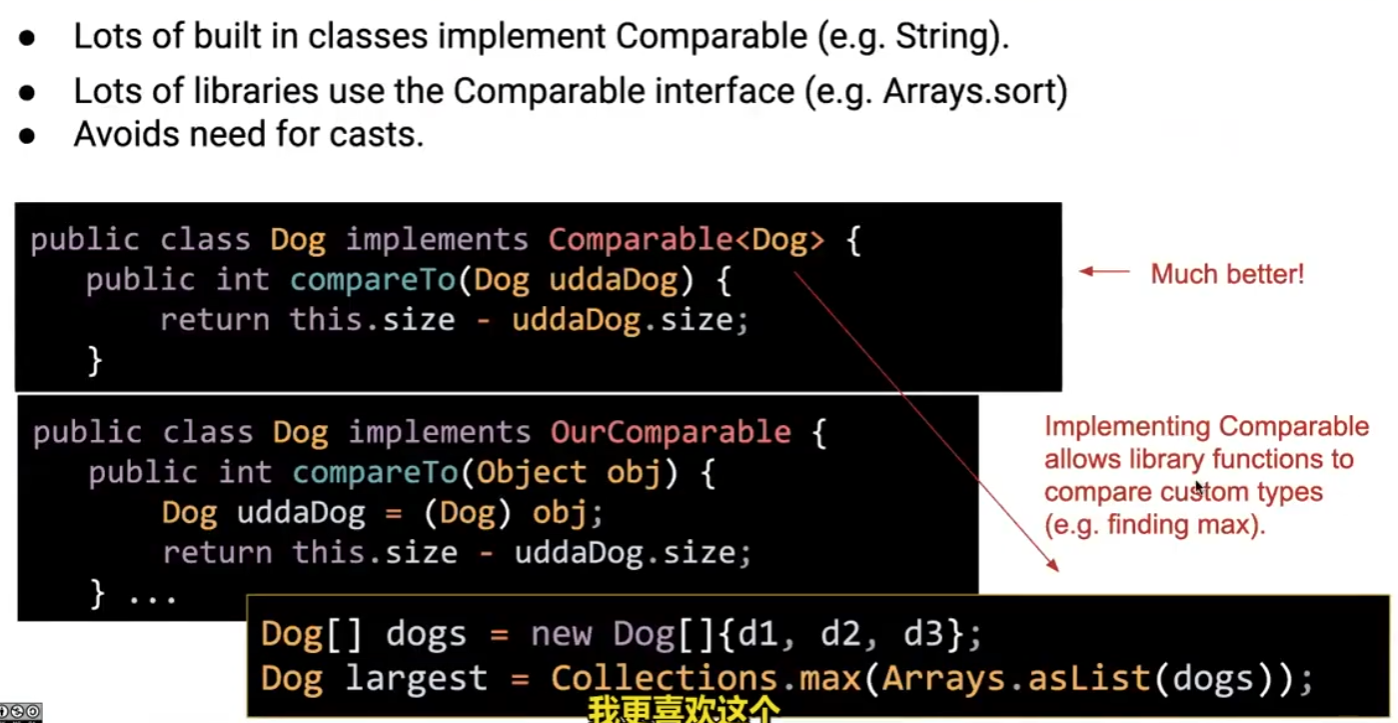 ● Lots of built in classes implement Comparable (e.g. String).
● Lots of libraries use the Comparable interface (e.g. Arrays.sort)
● Avoids need for casts.
public class Dog implements Comparable<Dog> {
public int compareTo(Dog uddaDog) {
return this.size - uddaDog.size;
}
Much better!
public class Dog implements OurComparable {
public int compareTo(Object obj) {
Dog uddaDog = (Dog) obj;
return this.size - uddaDog.size;
} ...
Implementing Comparable
allows library functions to
compare custom types
(e.g. finding max).
Dog[] dogs = new Dog[]{d1, d2, d3};
Dog largest = Collections.max(Arrays.asList(dogs));
我更喜欢这个